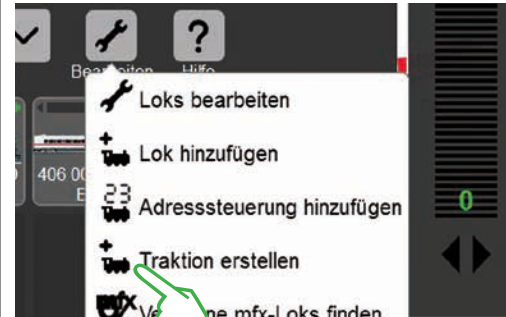 Bearbeiten
Hilfe
Loks bearbeiten
Lok hinzufügen
406 00
23
Adresssteuerung hinzufügen
0
Traktion erstellen
mfx
mfx-Loks finden